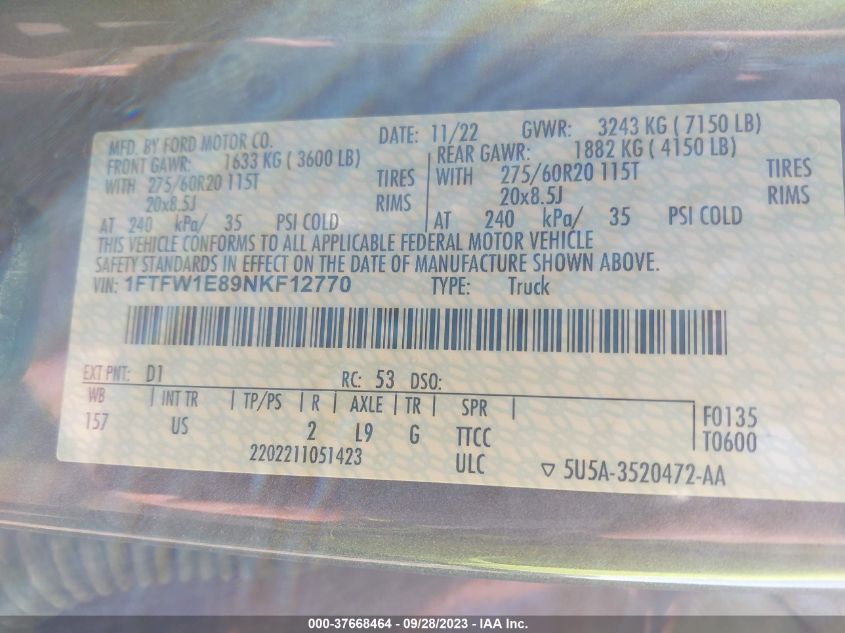 MFD. BY FORD MOTOR CO. DATE: 11/22 GVWR: 3243 KG ( 7150 LB)
FRONT GAWR: 1633 KG ( 3600 LB) REAR GAWR: 1882 KG ( 4150 LB)
WITH 275/60R20 115T TIRES WITH 275/60R20 115T TIRES
20x8.5J RIMS 20x8.5J RIMS
AT 240 kPa/ 35 PSI COLD AT 240 kPa/ 35 PSI COLD
THIS VEHICLE CONFORMS TO ALL APPLICABLE FEDERAL MOTOR VEHICLE
SAFETY STANDARDS IN EFFECT ON THE DATE OF MANUFACTURE SHOWN ABOVE.
VIN: 1FTFW1E89NKF12770 TYPE: Truck
EXT PNT: D1 RC: 53 DSO:
WB | INT TR | TP/PS | R | AXLE | TR | SPR | F0135
157 US 2 L9 G TTCC T0600
2202211051423 ULC ▽ 5U5A-3520472-AA
000-37668464 / 09/28/2023 - IAA Inc.